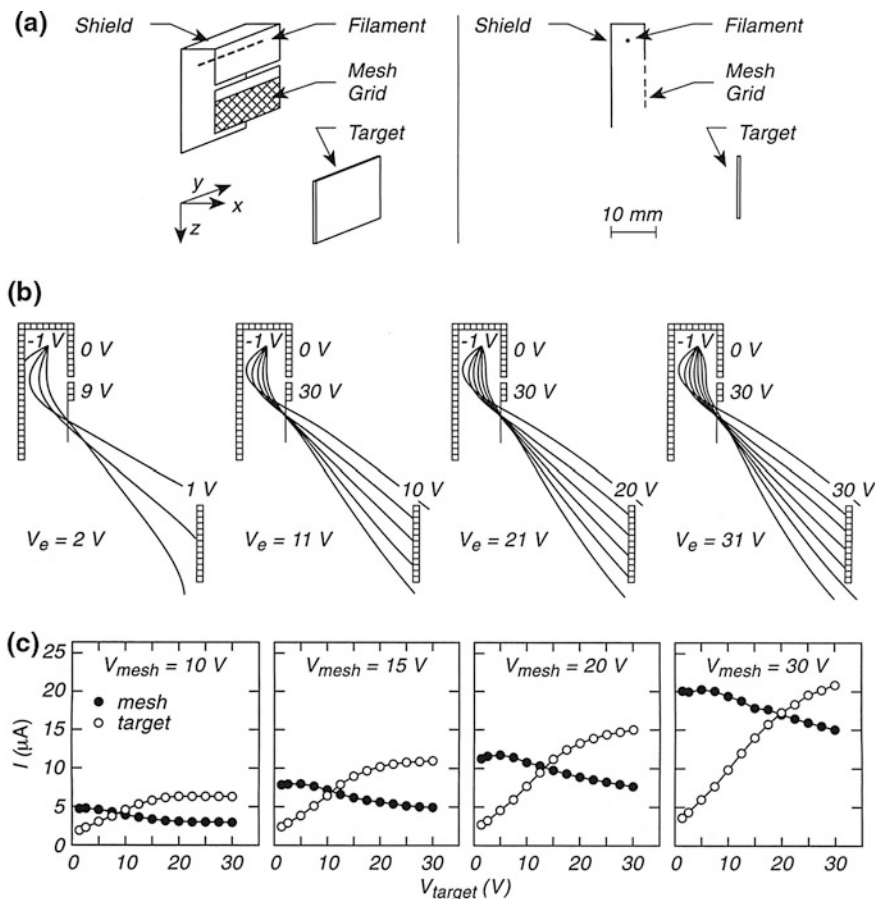 (a)
Shield
Filament
Mesh
Grid
Target
y
x
z
Shield
Filament
Mesh
Grid
Target
10 mm
(b)
-1 V
0 V
9 V
1 V
V_e = 2 V
-1 V
0 V
30 V
10 V
V_e = 11 V
-1 V
0 V
30 V
20 V
V_e = 21 V
-1 V
0 V
30 V
30 V
V_e = 31 V
(c)
V_mesh = 10 V
V_mesh = 15 V
V_mesh = 20 V
V_mesh = 30 V
mesh
target
I (μA)
25
20
15
10
5
0
0 10 20 30
0 10 20 30
0 10 20 30
0 10 20 30
V_target (V)